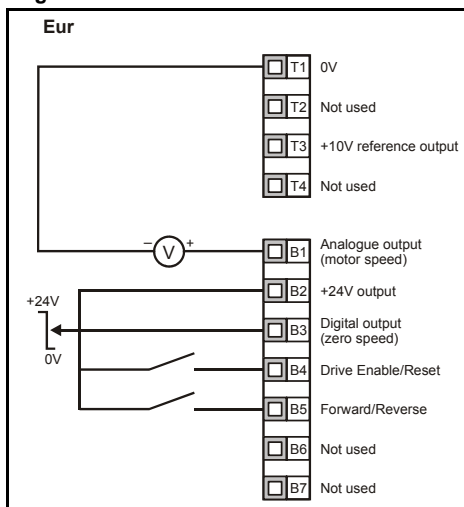 Eur
T1 0V
T2 Not used
T3 +10V reference output
T4 Not used
– V +
B1 Analogue output
(motor speed)
B2 +24V output
+24V
0V
B3 Digital output
(zero speed)
B4 Drive Enable/Reset
B5 Forward/Reverse
B6 Not used
B7 Not used